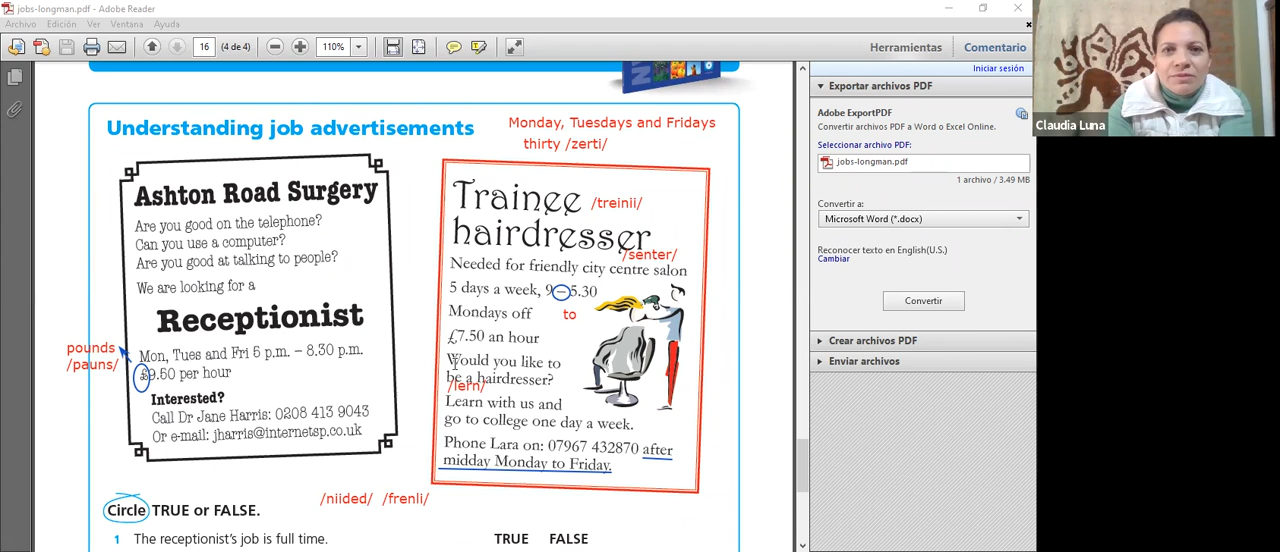 jobs-longman.pdf - Adobe Reader
Archivo Edición Ver Ventana Ayuda
16 (4 de 4) 110% Herramientas Comentario
Understanding job advertisements
Monday, Tuesdays and Fridays
thirty /zerti/
Ashton Road Surgery
Are you good on the telephone?
Can you use a computer?
Are you good at talking to people?
We are looking for a
Receptionist
Mon, Tues and Fri 5 p.m. – 8.30 p.m.
£9.50 per hour
pounds
/pauns/
Interested?
Call Dr Jane Harris: 0208 413 9043
Or e-mail: jharris@internetsp.co.uk
Trainee /treinii/
hairdresser
/senter/
Needed for friendly city centre salon
5 days a week, 9 – 5.30
to
Mondays off
£7.50 an hour
Would you like to
be a hairdresser?
/lern/
Learn with us and
go to college one day a week.
Phone Lara on: 07967 432870 after
midday Monday to Friday.
/niided/ /frenli/
Circle TRUE or FALSE.
1 The receptionist's job is full time. TRUE FALSE
Iniciar sesión
Exportar archivos PDF
Adobe ExportPDF
Convertir archivos PDF a Word o Excel Online.
Seleccionar archivo PDF:
jobs-longman.pdf
1 archivo / 3.49 MB
Convertir a:
Microsoft Word (*.docx)
Reconocer texto en English(U.S.)
Cambiar
Convertir
Crear archivos PDF
Enviar archivos
Claudia Luna